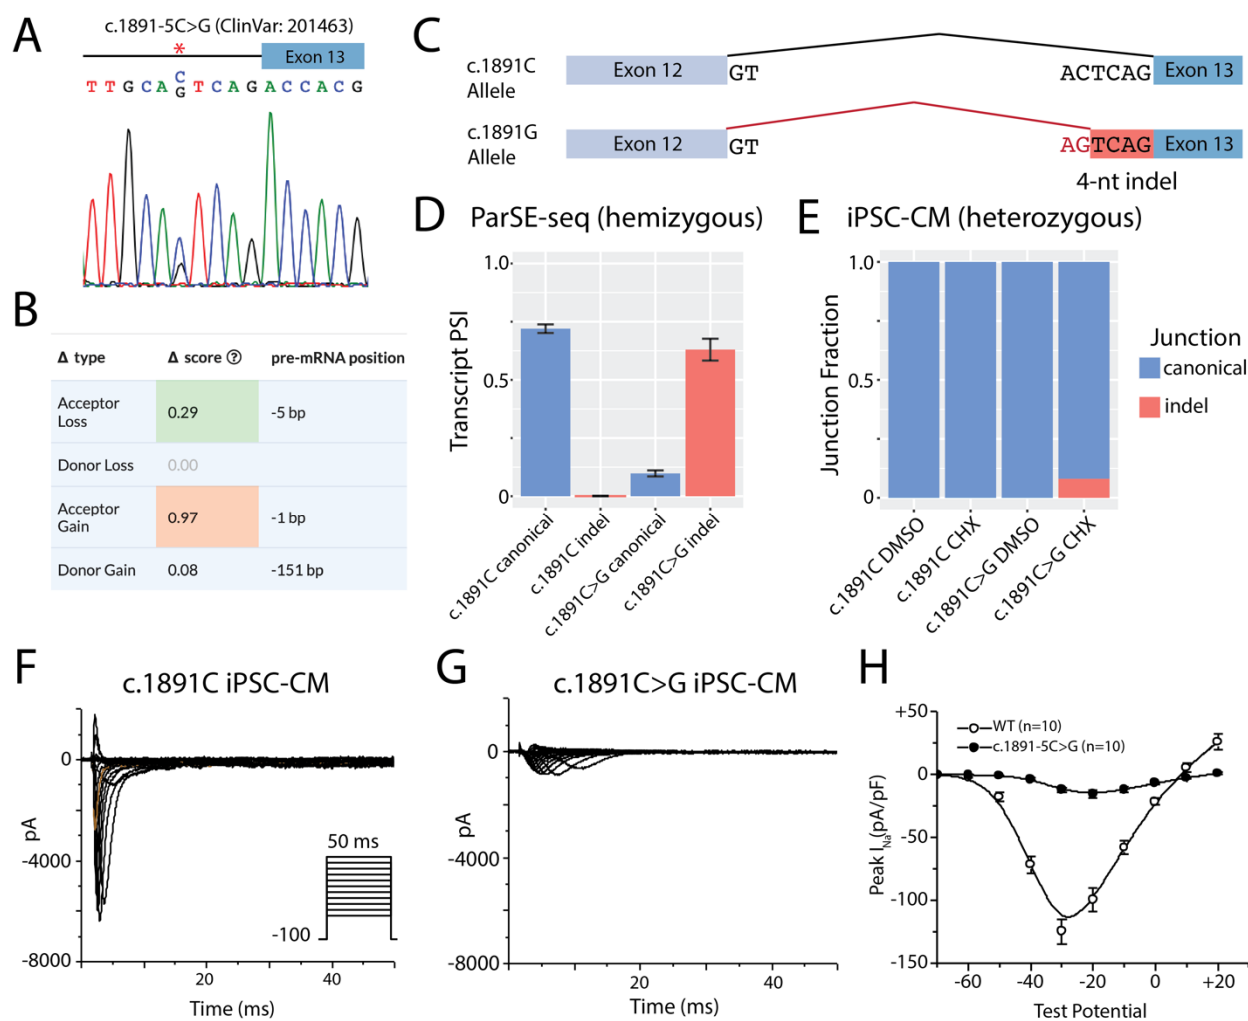 A
c.1891-5C>G (ClinVar: 201463)
*
Exon 13
C
T T G C A T C A G A C C A C G
G
B
Δ type Δ score ? pre-mRNA position
Acceptor Loss 0.29 -5 bp
Donor Loss 0.00
Acceptor Gain 0.97 -1 bp
Donor Gain 0.08 -151 bp
C
c.1891C Allele
Exon 12 GT ACTCAG Exon 13
c.1891G Allele
Exon 12 GT AGTCAG Exon 13
4-nt indel
D ParSE-seq (hemizygous)
Transcript PSI
1.0
0.5
0
c.1891C canonical
c.1891C indel
c.1891C>G canonical
c.1891C>G indel
E iPSC-CM (heterozygous)
Junction Fraction
1.0
0.5
0
c.1891C DMSO
c.1891C CHX
c.1891C>G DMSO
c.1891C>G CHX
Junction
canonical
indel
F
c.1891C iPSC-CM
pA
0
-4000
-8000
20 40
Time (ms)
50 ms
-100
G
c.1891C>G iPSC-CM
pA
0
-4000
-8000
20 40
Time (ms)
H
+50
0
-50
-100
-150
Peak INa(pA/pF)
WT (n=10)
c.1891-5C>G (n=10)
-60 -40 -20 0 +20
Test Potential